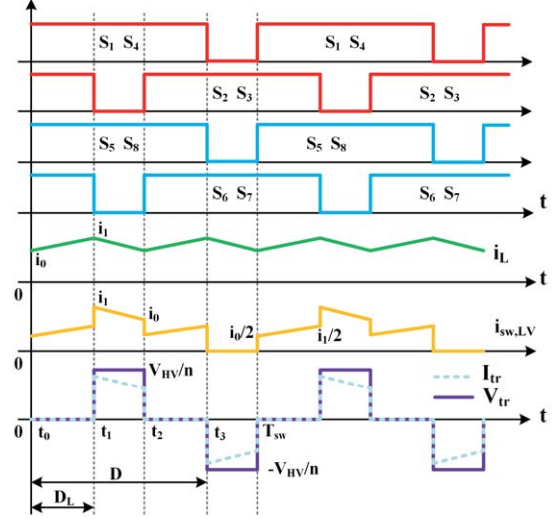 S1 S4 S1 S4
S2 S3 S2 S3
S5 S8 S5 S8
S6 S7 S6 S7 t
i0 i1 iL
0 t
i1 i0 i0/2 i1/2 isw,LV
0
VHV/n Itr
Vtr
0 t0 t1 t2 t3 Tsw t
-VHV/n
D
DL